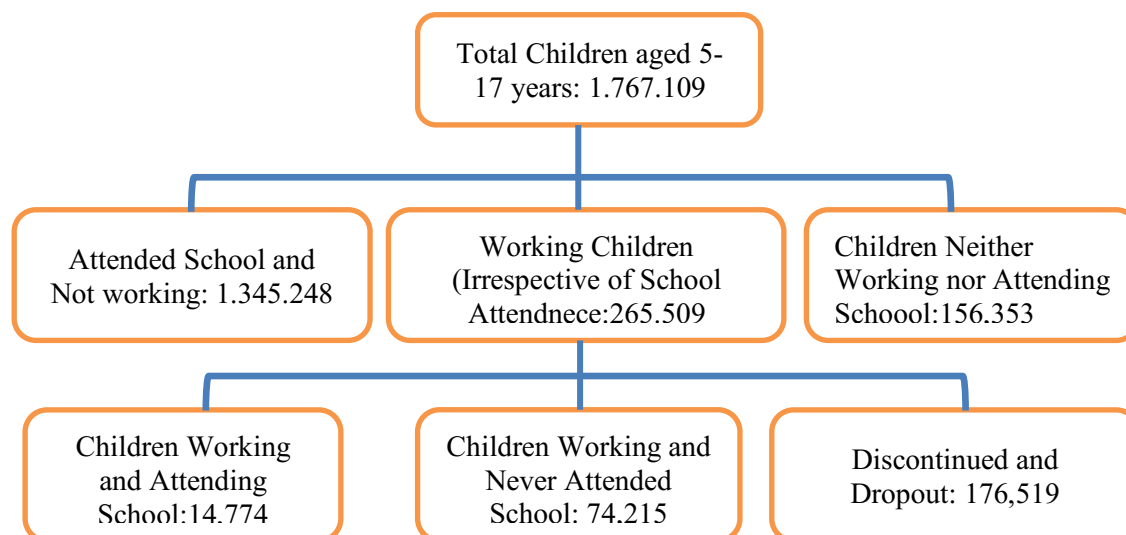 Total Children aged 5-
17 years: 1.767.109
Attended School and
Not working: 1.345.248
Working Children
(Irrespective of School
Attendnece:265.509
Children Neither
Working nor Attending
Schoool:156,353
Children Working
and Attending
School:14,774
Children Working and
Never Attended
School: 74,215
Discontinued and
Dropout: 176,519